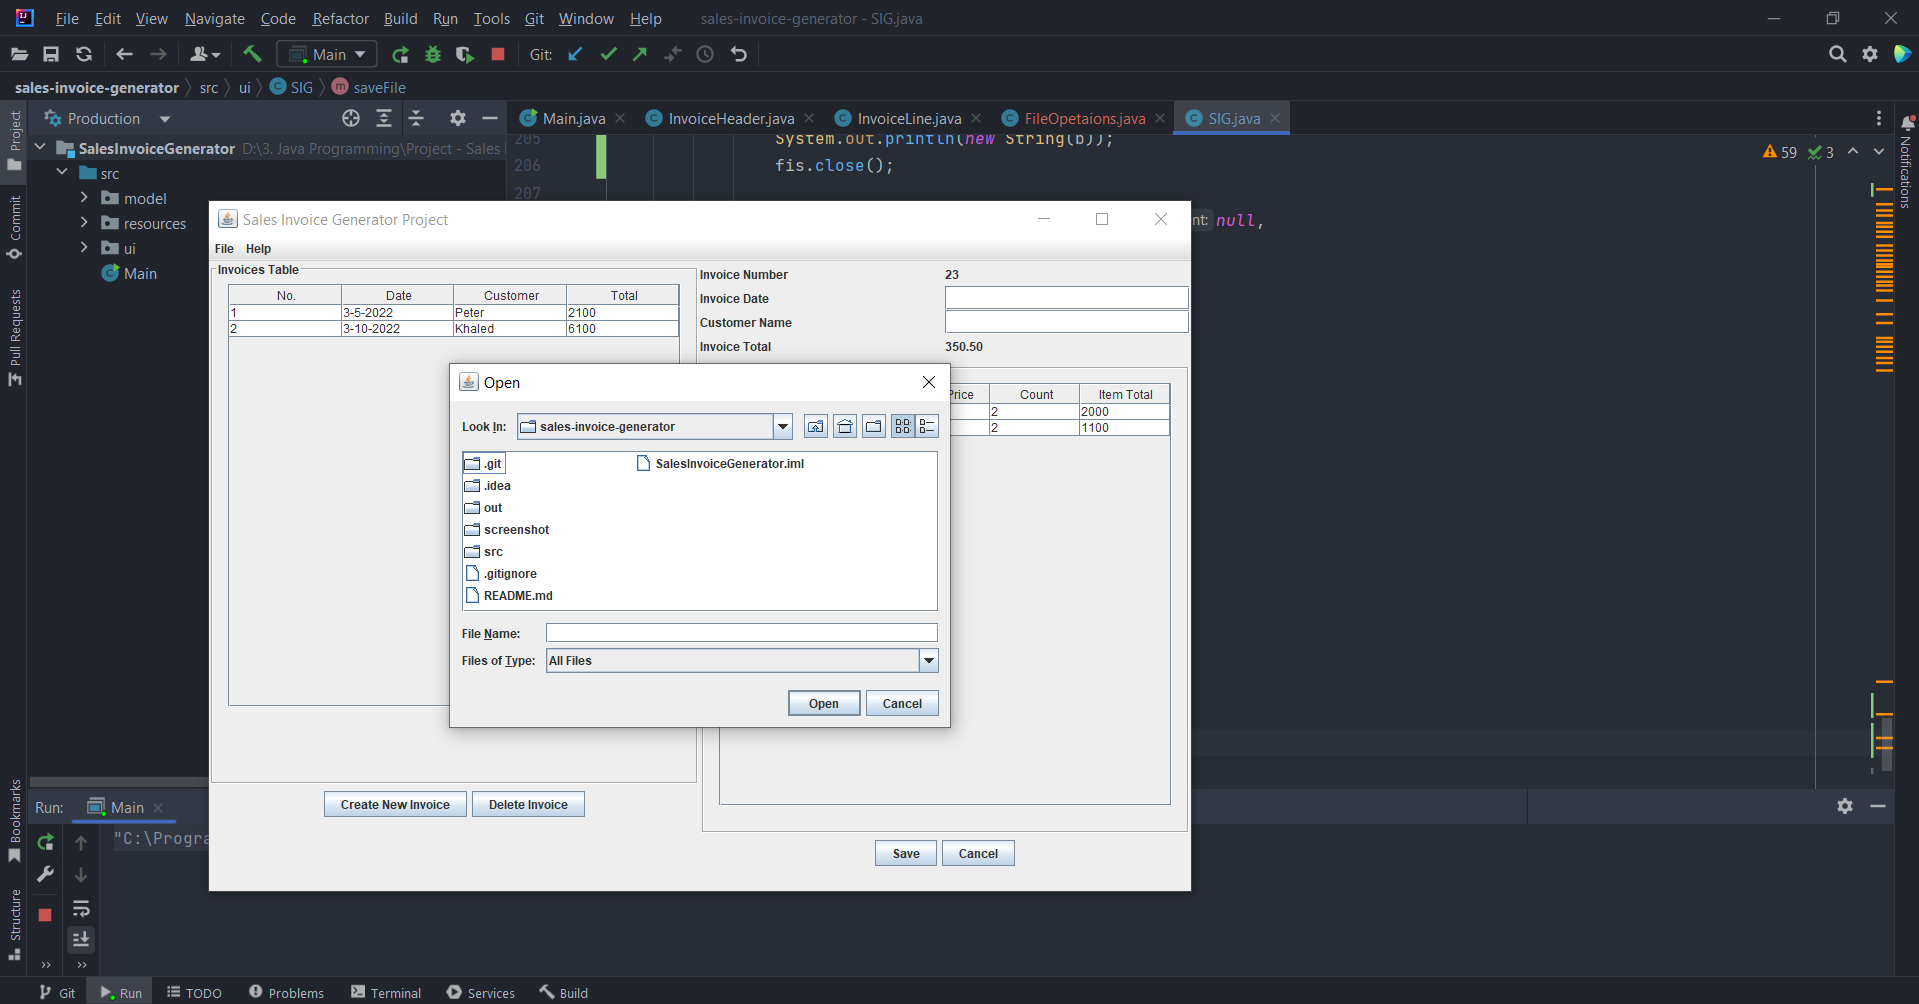 File Edit View Navigate Code Refactor Build Run Tools Git Window Help sales-invoice-generator - SIG.java
Main Git:
sales-invoice-generator src ui SIG saveFile
Production
Main.java InvoiceHeader.java InvoiceLine.java FileOpetaions.java SIG.java
SalesInvoiceGenerator D:\3. Java Programming\Project - Sales
src
model
resources
ui
Main
205 System.out.println(new String(b));
206 fis.close();
207
nt: null,
59 3
Project
Commit
Pull Requests
Bookmarks
Structure
Notifications
Sales Invoice Generator Project
File Help
Invoices Table
No. Date Customer Total
1 3-5-2022 Peter 2100
2 3-10-2022 Khaled 6100
Invoice Number 23
Invoice Date
Customer Name
Invoice Total 350.50
Price Count Item Total
2 2000
2 1100
Open
Look In: sales-invoice-generator
.git
.idea
out
screenshot
src
.gitignore
README.md
SalesInvoiceGenerator.iml
File Name:
Files of Type: All Files
Open Cancel
Create New Invoice Delete Invoice
Save Cancel
Run: Main
"C:\Progra
Git Run TODO Problems Terminal Services Build